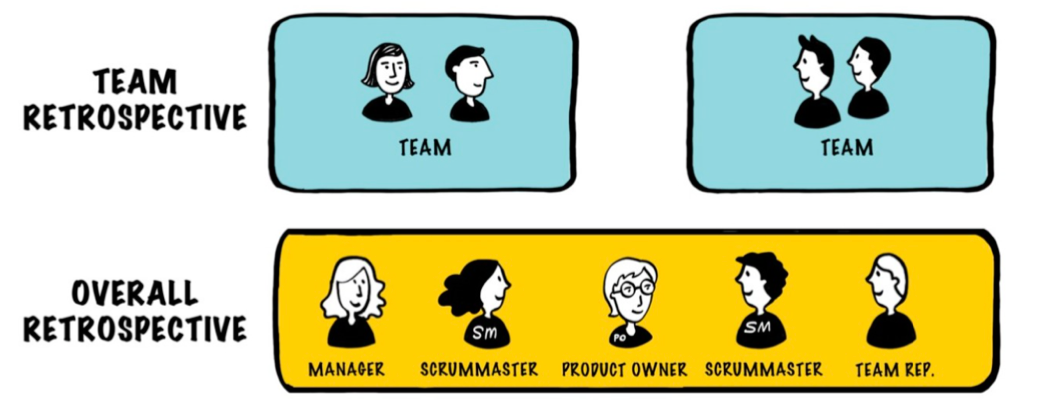 TEAM
RETROSPECTIVE
TEAM
TEAM
OVERALL
RETROSPECTIVE
SM
PO
SM
MANAGER
SCRUMMASTER
PRODUCT OWNER
SCRUMMASTER
TEAM REP.